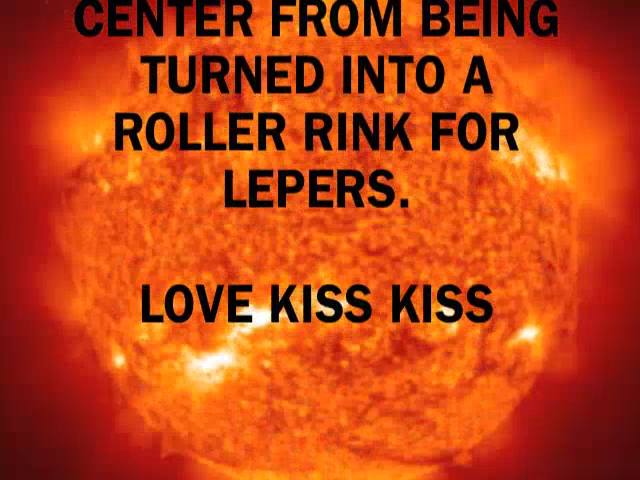 CENTER FROM BEING
TURNED INTO A
ROLLER RINK FOR
LEPERS.
LOVE KISS KISS